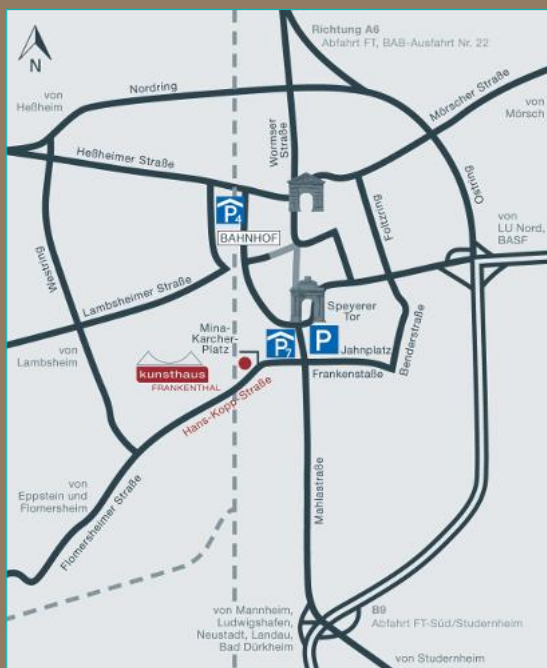 Richtung A6
Abfahrt FT, BAB-Ausfahrt Nr. 22
N
von
Heßheim
Nordring
Mörscher Straße
von
Mörsch
Wormser
Straße
Heßheimer Straße
Ostring
Foltzring
P4
BAHNHOF
von
LU Nord,
BASF
Westring
Lambsheimer Straße
Speyerer
Tor
Mina-
Karcher-
Platz
P7
P
Jahnplatz
Benderstraße
von
Lambsheim
kunsthaus
FRANKENTHAL
Frankenstaße
Hans-Kopp-Straße
Mahlastraße
von
Eppstein und
Flomersheim
Flomersheimer Straße
von Mannheim,
Ludwigshafen,
Neustadt, Landau,
Bad Dürkheim
B9
Abfahrt FT-Süd/Studernheim
von Studernheim